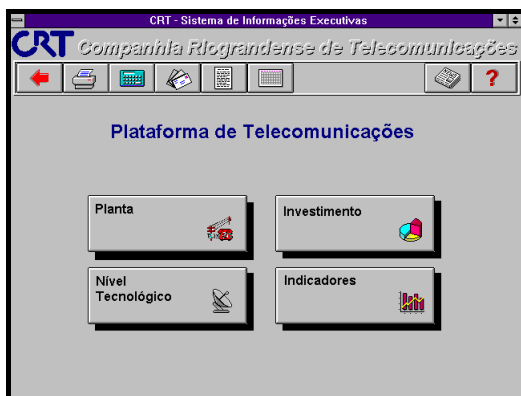 CRT - Sistema de Informações Executivas
CRT Companhia Riograndense de Telecomunicações
?
Plataforma de Telecomunicações
Planta
Investimento
Nível
Tecnológico
Indicadores